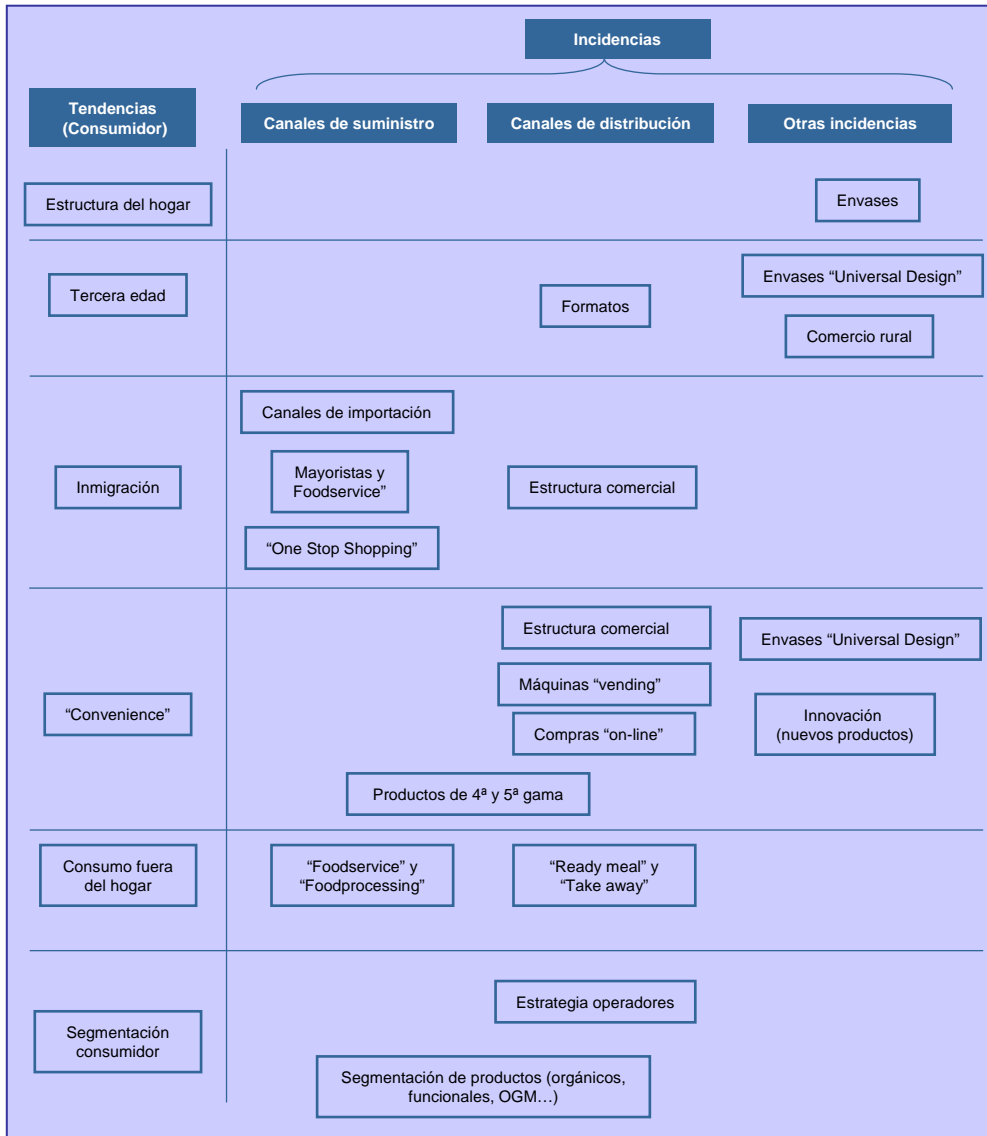 Incidencias
Tendencias
(Consumidor)
Canales de suministro
Canales de distribución
Otras incidencias
Estructura del hogar
Envases
Tercera edad
Formatos
Envases “Universal Design”
Comercio rural
Inmigración
Canales de importación
Mayoristas y
Foodservice”
“One Stop Shopping”
Estructura comercial
“Convenience”
Estructura comercial
Máquinas “vending”
Compras “on-line”
Productos de 4ª y 5ª gama
Envases “Universal Design”
Innovación
(nuevos productos)
Consumo fuera
del hogar
“Foodservice” y
“Foodprocessing”
“Ready meal” y
“Take away”
Segmentación
consumidor
Estrategia operadores
Segmentación de productos (orgánicos,
funcionales, OGM…)